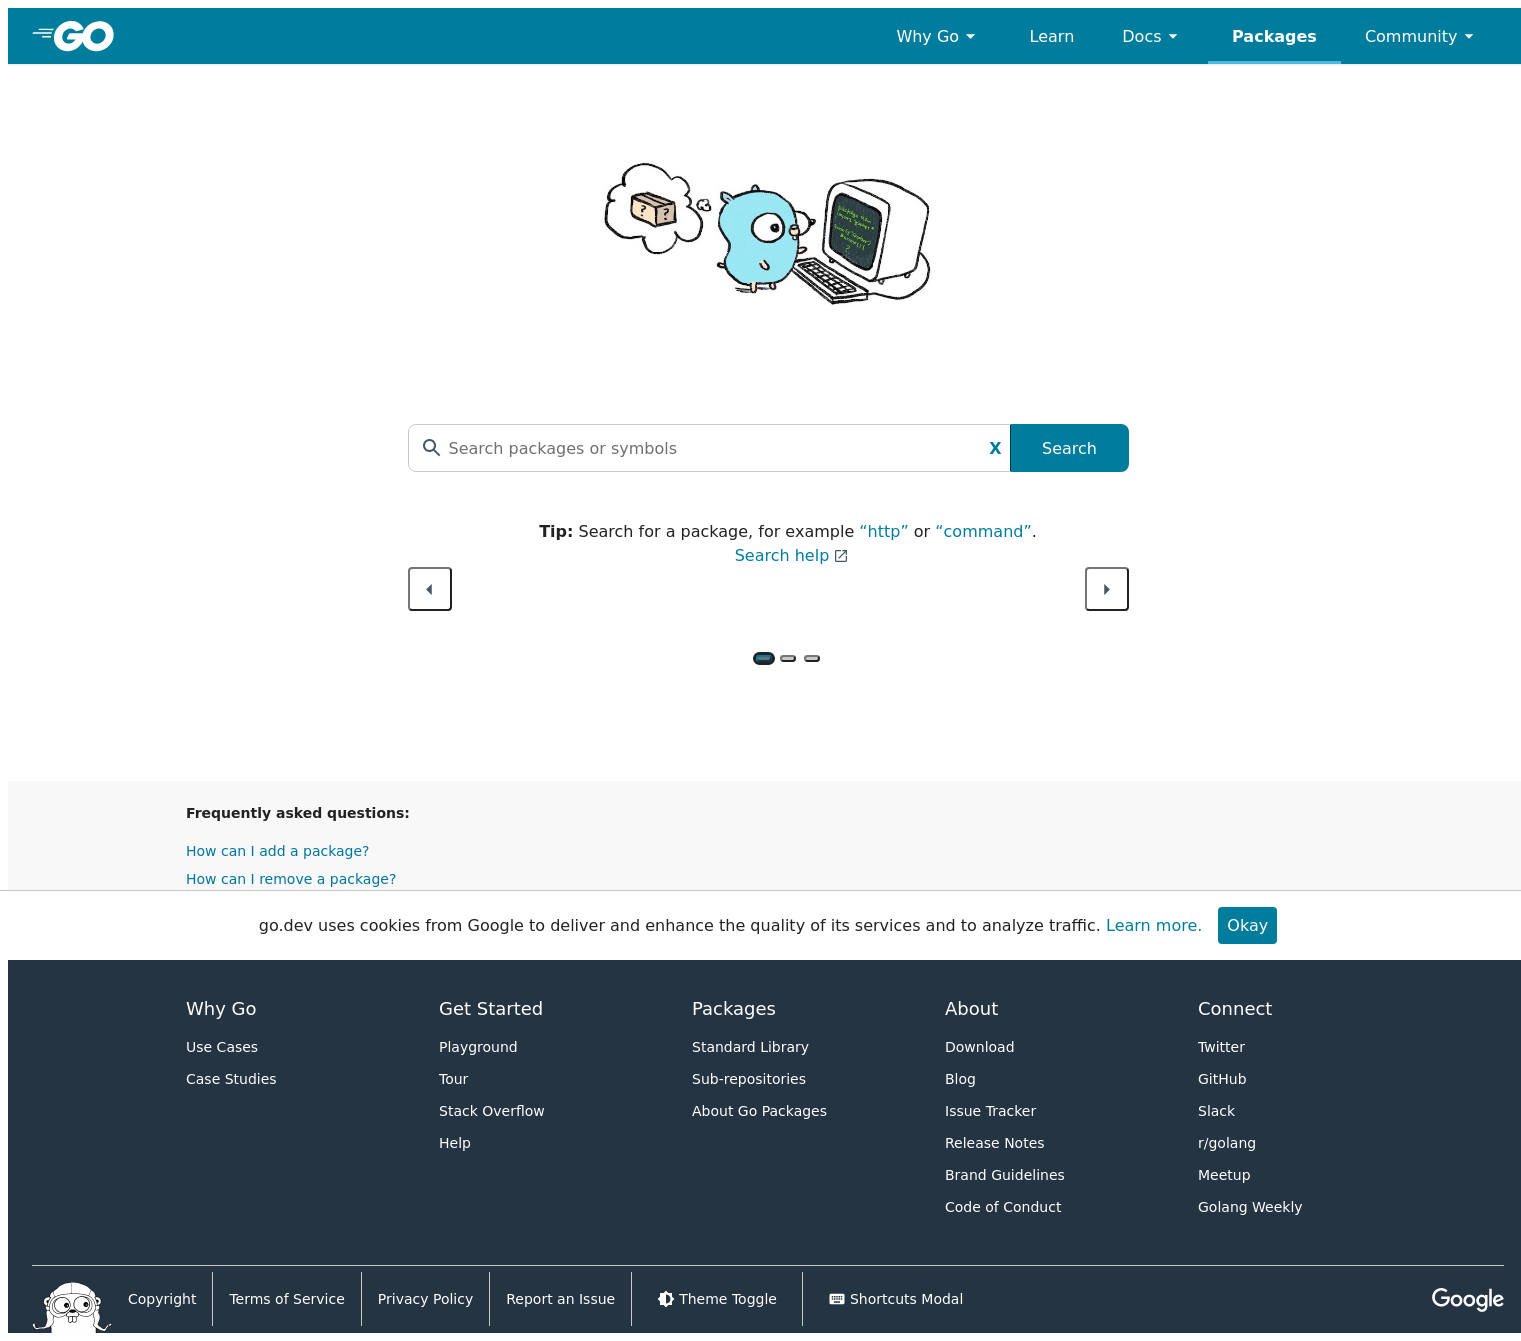 GO
Why Go
Learn
Docs
Packages
Community
? ?
Search packages or symbols
X
Search
Tip: Search for a package, for example “http” or “command”.
Search help
Frequently asked questions:
How can I add a package?
How can I remove a package?
go.dev uses cookies from Google to deliver and enhance the quality of its services and to analyze traffic. Learn more.
Okay
Why Go
Use Cases
Case Studies
Get Started
Playground
Tour
Stack Overflow
Help
Packages
Standard Library
Sub-repositories
About Go Packages
About
Download
Blog
Issue Tracker
Release Notes
Brand Guidelines
Code of Conduct
Connect
Twitter
GitHub
Slack
r/golang
Meetup
Golang Weekly
Copyright
Terms of Service
Privacy Policy
Report an Issue
Theme Toggle
Shortcuts Modal
Google